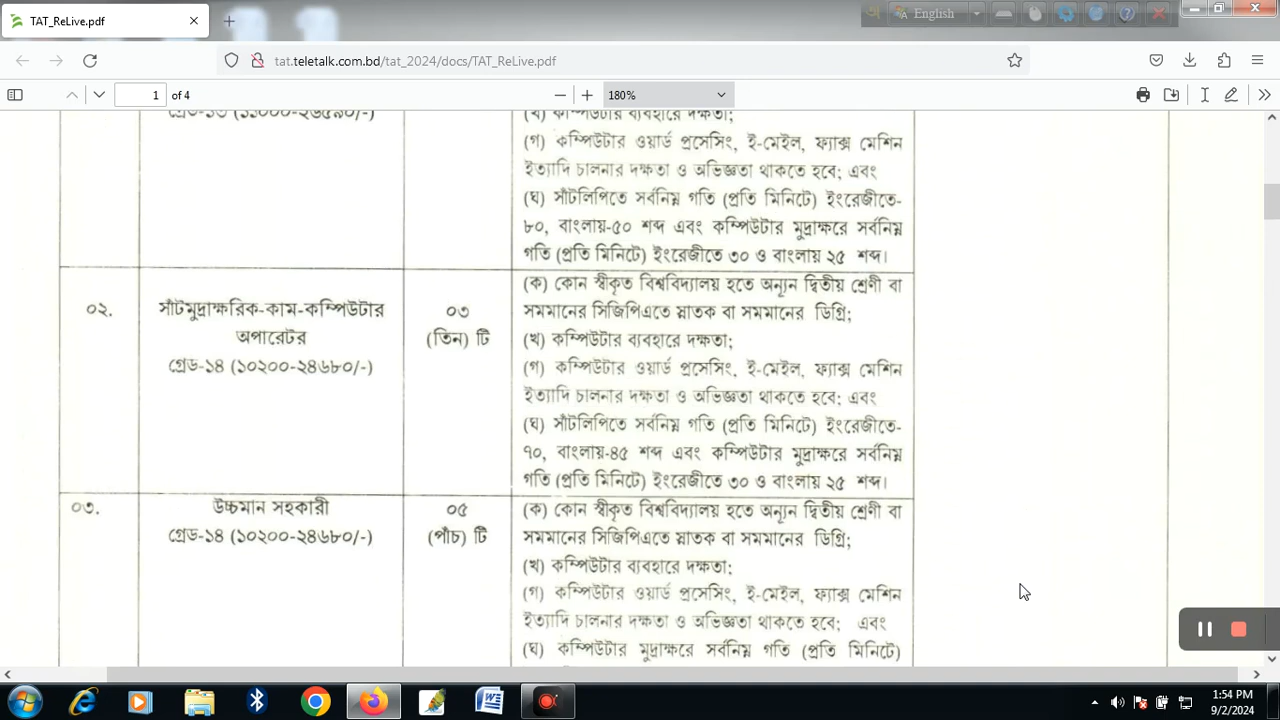 TAT_ReLive.pdf
English
tat.teletalk.com.bd/tat_2024/docs/TAT_ReLive.pdf
1 of 4
180%
গ্রেড-১৩ (১১০০০-২৬৫৯০/-)
(খ) কম্পিউটার ব্যবহারে দক্ষতা;
(গ) কম্পিউটার ওয়ার্ড প্রসেসিং, ই-মেইল, ফ্যাক্স মেশিন
ইত্যাদি চালনার দক্ষতা ও অভিজ্ঞতা থাকতে হবে; এবং
(ঘ) সাঁটলিপিতে সর্বনিম্ন গতি (প্রতি মিনিটে) ইংরেজীতে-
৮০, বাংলায়-৫০ শব্দ এবং কম্পিউটার মুদ্রাক্ষরে সর্বনিম্ন
গতি (প্রতি মিনিটে) ইংরেজীতে ৩০ ও বাংলায় ২৫ শব্দ।
০২.
সাঁটমুদ্রাক্ষরিক-কাম-কম্পিউটার
অপারেটর
গ্রেড-১৪ (১০২০০-২৪৬৮০/-)
০৩
(তিন) টি
(ক) কোন স্বীকৃত বিশ্ববিদ্যালয় হতে অন্যূন দ্বিতীয় শ্রেণী বা
সমমানের সিজিপিএতে স্নাতক বা সমমানের ডিগ্রি;
(খ) কম্পিউটার ব্যবহারে দক্ষতা;
(গ) কম্পিউটার ওয়ার্ড প্রসেসিং, ই-মেইল, ফ্যাক্স মেশিন
ইত্যাদি চালনার দক্ষতা ও অভিজ্ঞতা থাকতে হবে; এবং
(ঘ) সাঁটলিপিতে সর্বনিম্ন গতি (প্রতি মিনিটে) ইংরেজীতে-
৭০, বাংলায়-৪৫ শব্দ এবং কম্পিউটার মুদ্রাক্ষরে সর্বনিম্ন
গতি (প্রতি মিনিটে) ইংরেজীতে ৩০ ও বাংলায় ২৫ শব্দ।
০৩.
উচ্চমান সহকারী
গ্রেড-১৪ (১০২০০-২৪৬৮০/-)
০৫
(পাঁচ) টি
(ক) কোন স্বীকৃত বিশ্ববিদ্যালয় হতে অন্যূন দ্বিতীয় শ্রেণী বা
সমমানের সিজিপিএতে স্নাতক বা সমমানের ডিগ্রি;
(খ) কম্পিউটার ব্যবহারে দক্ষতা;
(গ) কম্পিউটার ওয়ার্ড প্রসেসিং, ই-মেইল, ফ্যাক্স মেশিন
ইত্যাদি চালনার দক্ষতা ও অভিজ্ঞতা থাকতে হবে; এবং
(ঘ) কম্পিউটার মুদ্রাক্ষরে সর্বনিম্ন গতি (প্রতি মিনিটে)
1:54 PM
9/2/2024